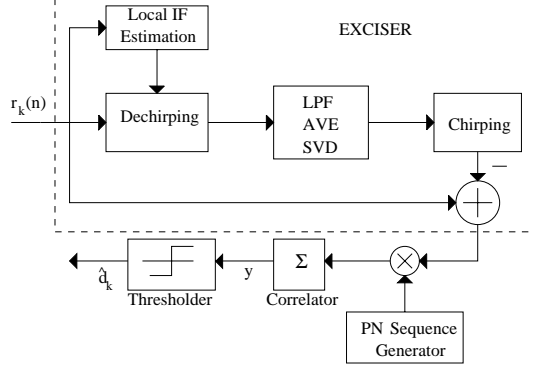 Local IF
Estimation
EXCISER
r_k(n)
Dechirping
LPF
AVE
SVD
Chirping
d̂_k
Thresholder
y
Σ
Correlator
PN Sequence
Generator